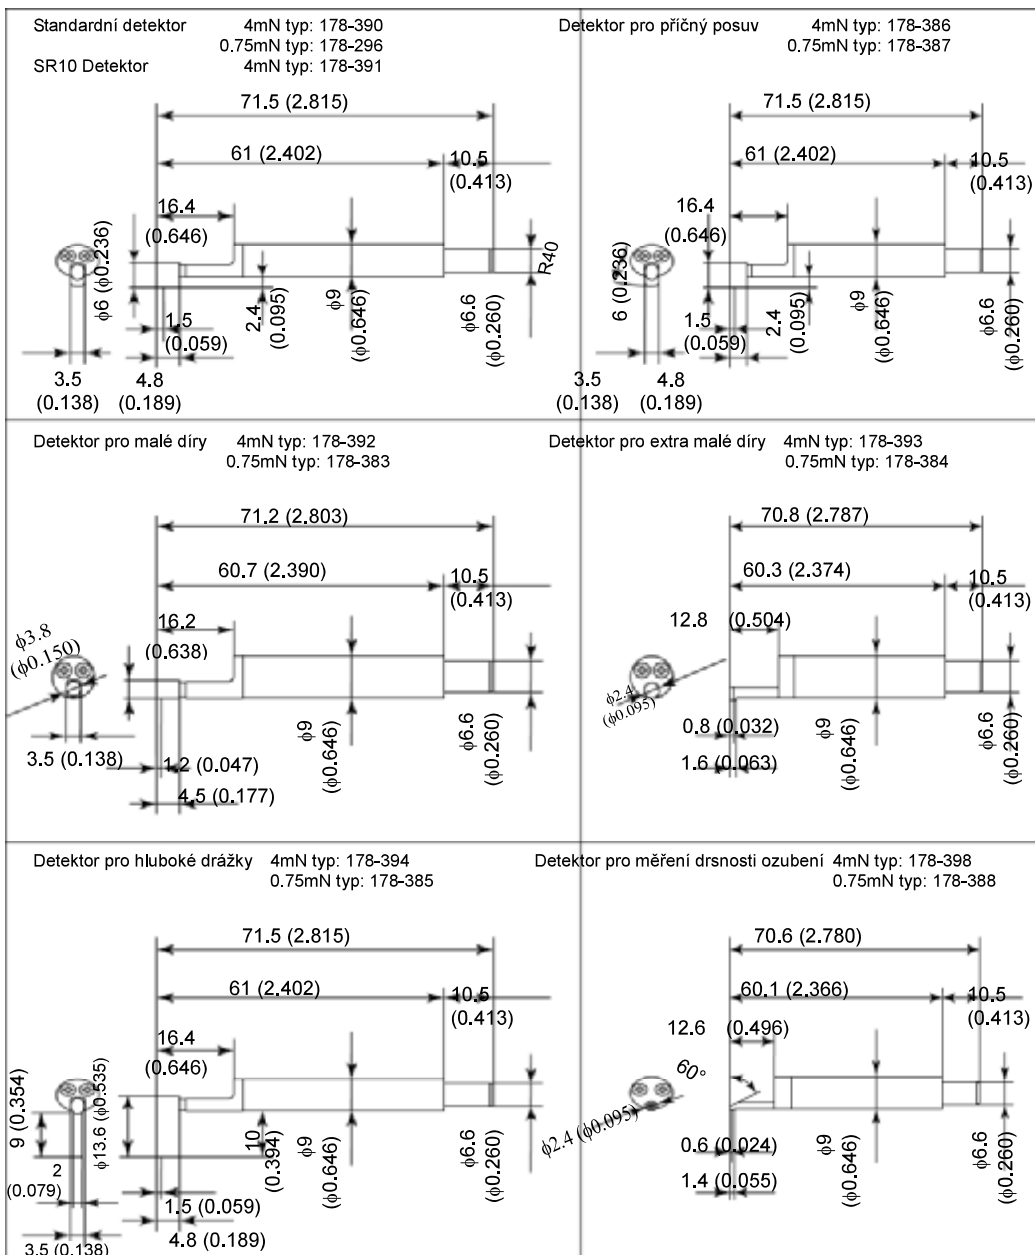 Standardní detektor 4mN typ: 178-390
0.75mN typ: 178-296
SR10 Detektor 4mN typ: 178-391
71.5 (2.815)
61 (2.402)
10.5
(0.413)
16.4
(0.646)
φ6 (φ0.236)
R40
2.4
(0.095)
φ9
(φ0.646)
φ6.6
(φ0.260)
1.5
(0.059)
3.5
(0.138)
4.8
(0.189)
Detektor pro příčný posuv 4mN typ: 178-386
0.75mN typ: 178-387
71.5 (2.815)
61 (2.402)
10.5
(0.413)
16.4
(0.646)
6 (0.236)
2.4
(0.095)
φ9
(φ0.646)
φ6.6
(φ0.260)
1.5
(0.059)
3.5
(0.138)
4.8
(0.189)
Detektor pro malé díry 4mN typ: 178-392
0.75mN typ: 178-383
71.2 (2.803)
60.7 (2.390)
10.5
(0.413)
16.2
(0.638)
φ3.8
(φ0.150)
φ9
(φ0.646)
φ6.6
(φ0.260)
3.5 (0.138)
1.2 (0.047)
4.5 (0.177)
Detektor pro extra malé díry 4mN typ: 178-393
0.75mN typ: 178-384
70.8 (2.787)
60.3 (2.374)
10.5
(0.413)
12.8 (0.504)
φ2.4
(φ0.095)
φ9
(φ0.646)
φ6.6
(φ0.260)
0.8 (0.032)
1.6 (0.063)
Detektor pro hluboké drážky 4mN typ: 178-394
0.75mN typ: 178-385
71.5 (2.815)
61 (2.402)
10.5
(0.413)
16.4
(0.646)
9 (0.354)
φ13.6 (φ0.535)
10
(0.394)
φ9
(φ0.646)
φ6.6
(φ0.260)
2
(0.079)
1.5 (0.059)
4.8 (0.189)
3.5 (0.138)
Detektor pro měření drsnosti ozubení 4mN typ: 178-398
0.75mN typ: 178-388
70.6 (2.780)
60.1 (2.366)
10.5
(0.413)
12.6 (0.496)
60°
φ2.4 (φ0.095)
φ9
(φ0.646)
φ6.6
(φ0.260)
0.6 (0.024)
1.4 (0.055)